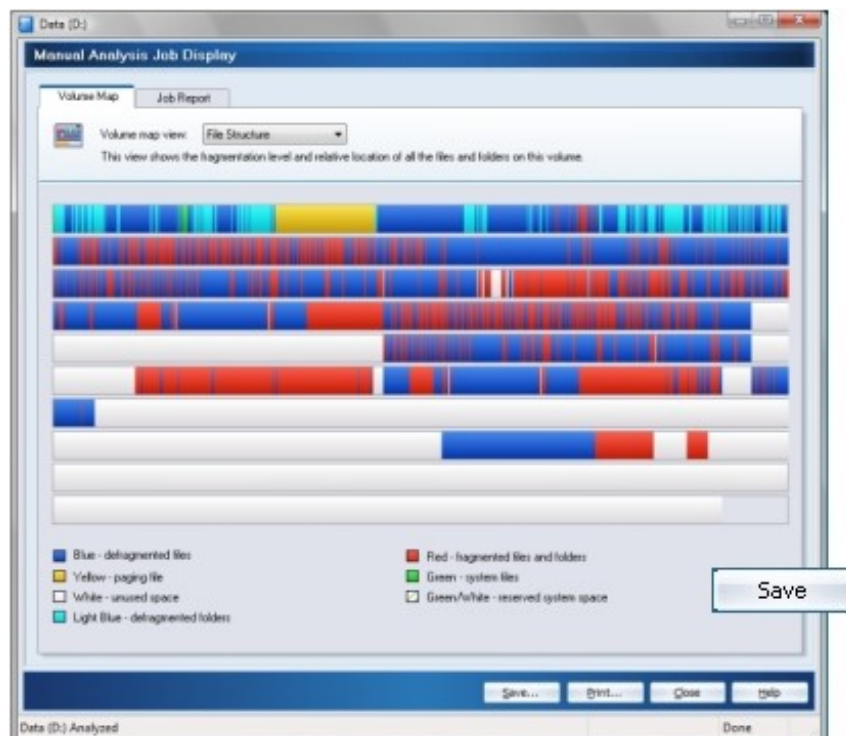 Data (D:)
Manual Analysis Job Display
Volume Map Job Report
Volume map view: File Structure
This view shows the fragmentation level and relative location of all the files and folders on this volume.
Blue - defragmented files Red - fragmented files and folders
Yellow - paging file Green - system files
White - unused space Green/White - reserved system space
Light Blue - defragmented folders
Save
Save... Print... Close Help
Data (D:) Analyzed Done